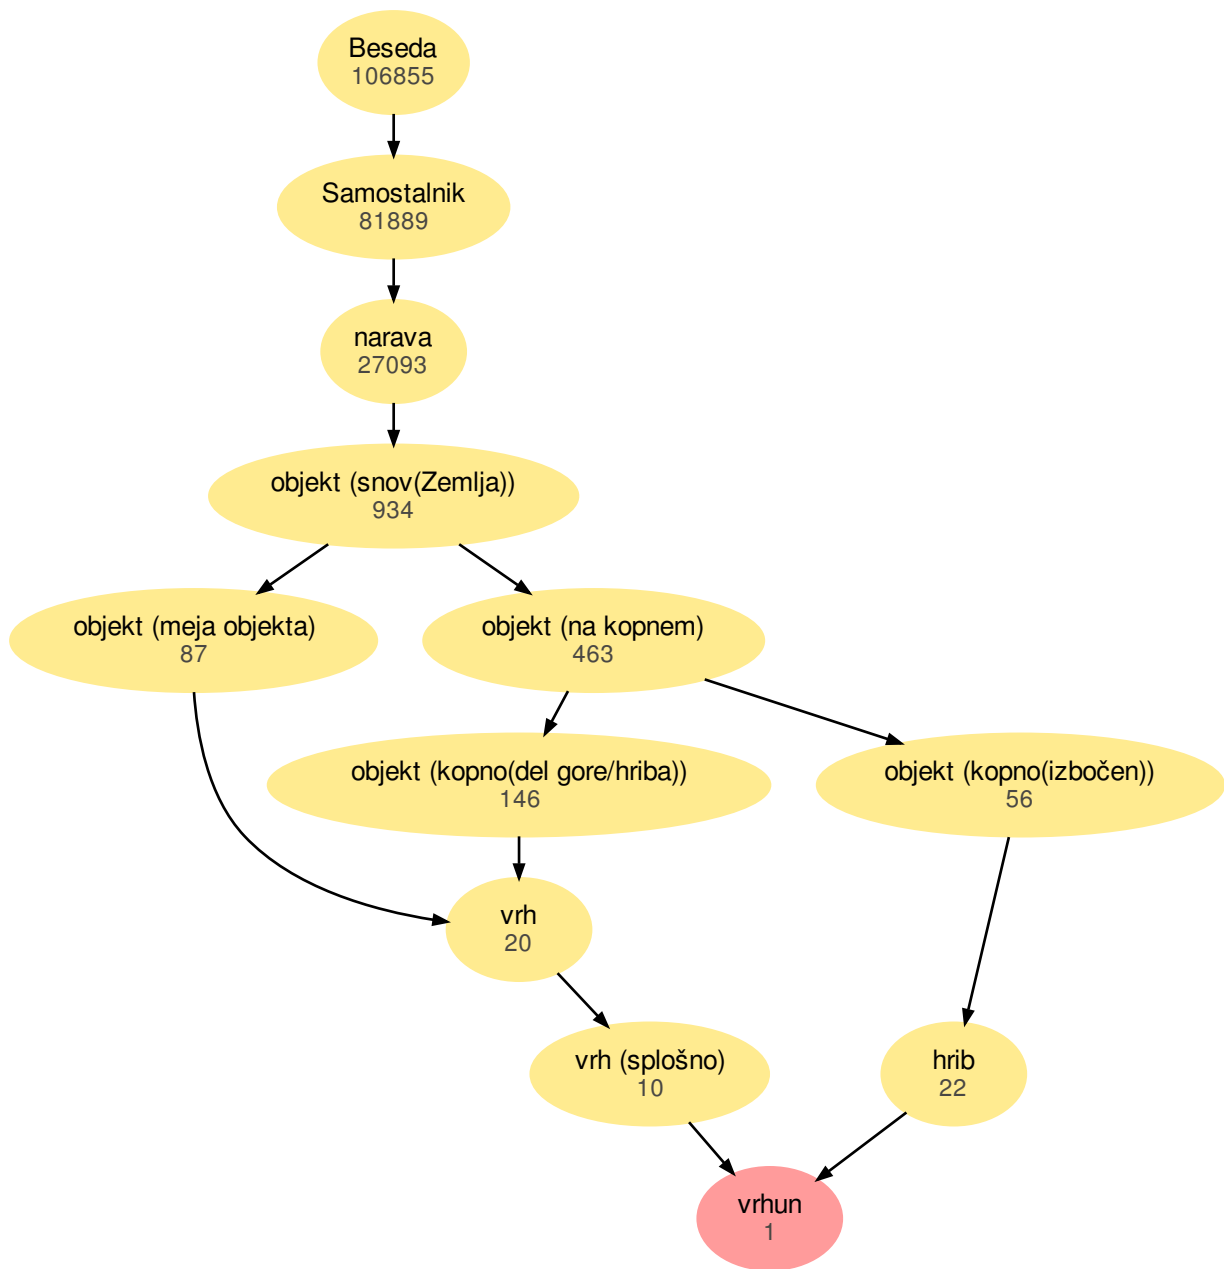 Beseda
106855
Samostalnik
81889
narava
27093
objekt (snov(Zemlja))
934
objekt (meja objekta)
87
objekt (na kopnem)
463
objekt (kopno(del gore/hriba))
146
objekt (kopno(izbočen))
56
vrh
20
vrh (splošno)
10
hrib
22
vrhun
1